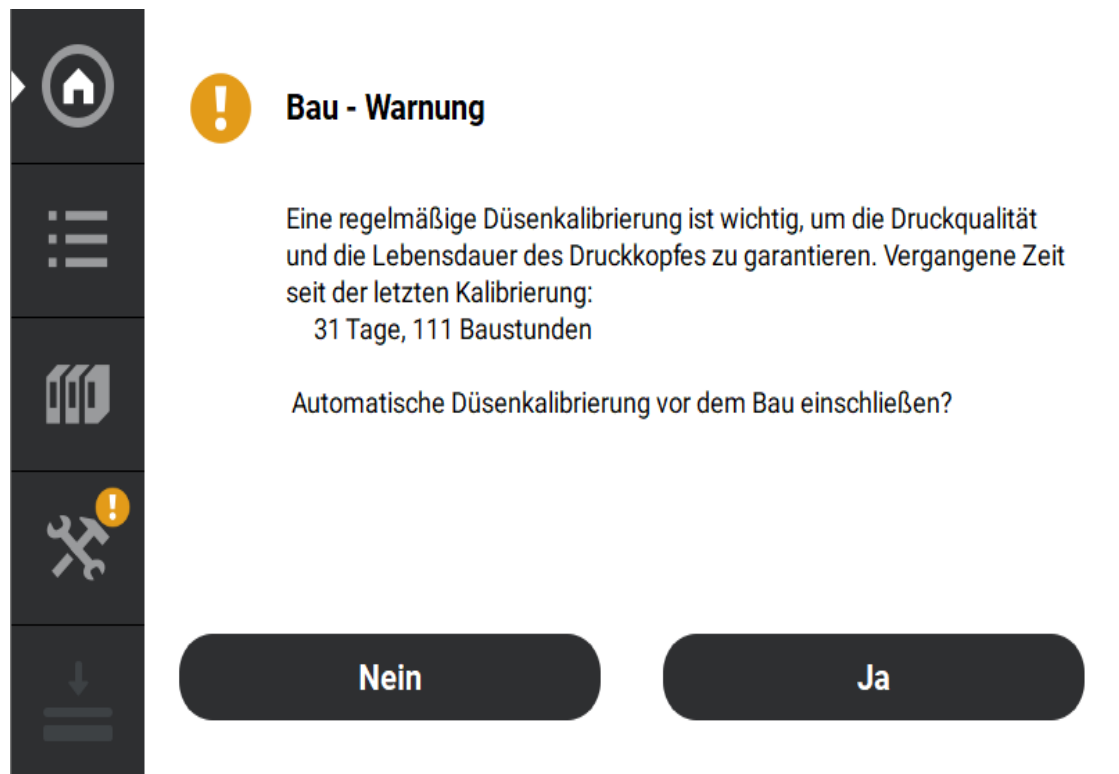 Bau - Warnung
Eine regelmäßige Düsenkalibrierung ist wichtig, um die Druckqualität
und die Lebensdauer des Druckkopfes zu garantieren. Vergangene Zeit
seit der letzten Kalibrierung:
31 Tage, 111 Baustunden
Automatische Düsenkalibrierung vor dem Bau einschließen?
Nein
Ja